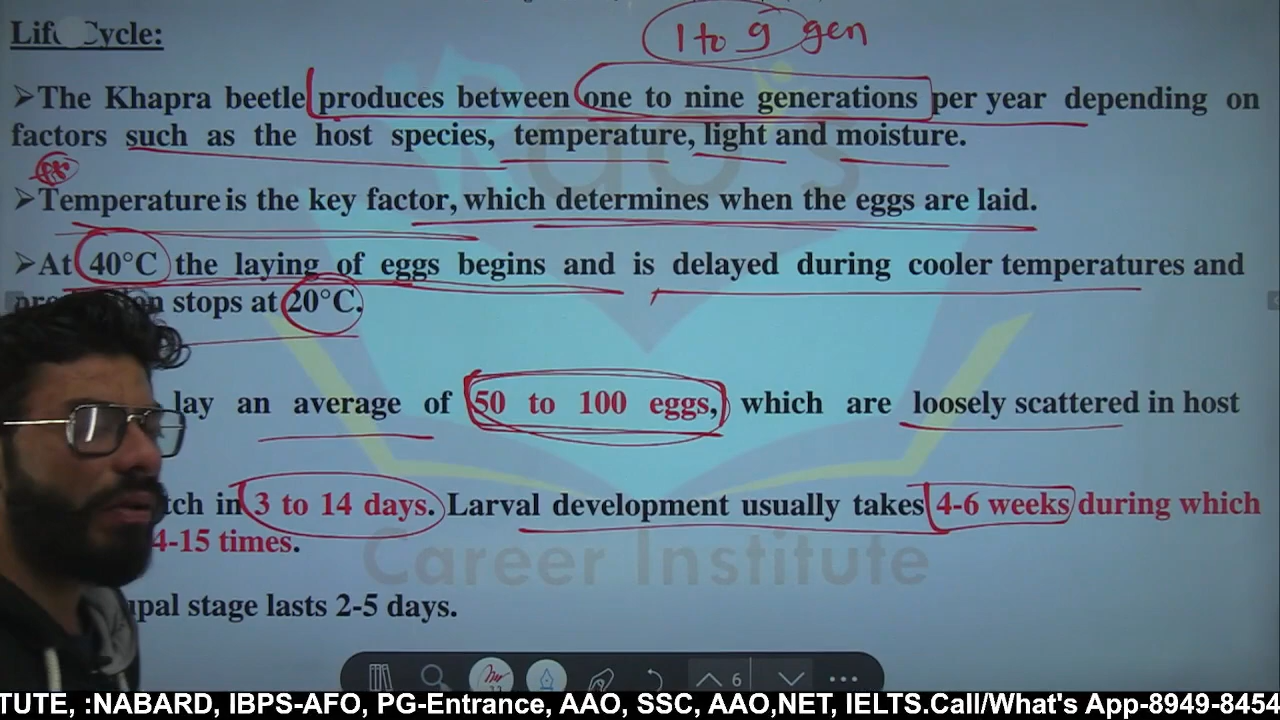 Life Cycle:
1 to 9 gen
➢The Khapra beetle produces between one to nine generations per year depending on
factors such as the host species, temperature, light and moisture.
➢Temperature is the key factor, which determines when the eggs are laid.
➢At 40°C the laying of eggs begins and is delayed during cooler temperatures and
stops at 20°C.
lay an average of 50 to 100 eggs, which are loosely scattered in host
in 3 to 14 days. Larval development usually takes 4-6 weeks during which
4-15 times.
stage lasts 2-5 days.
Rao's
Career Institute
6
TUTE, :NABARD, IBPS-AFO, PG-Entrance, AAO, SSC, AAO,NET, IELTS.Call/What's App-8949-8454